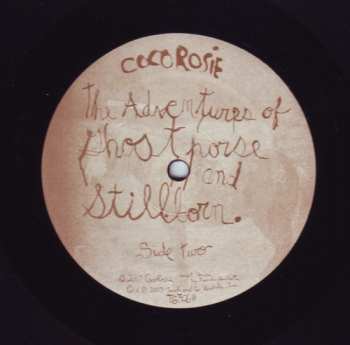 COCOROSIE
The Adventures of
Ghosthorse
and
Stillborn.
Side Two